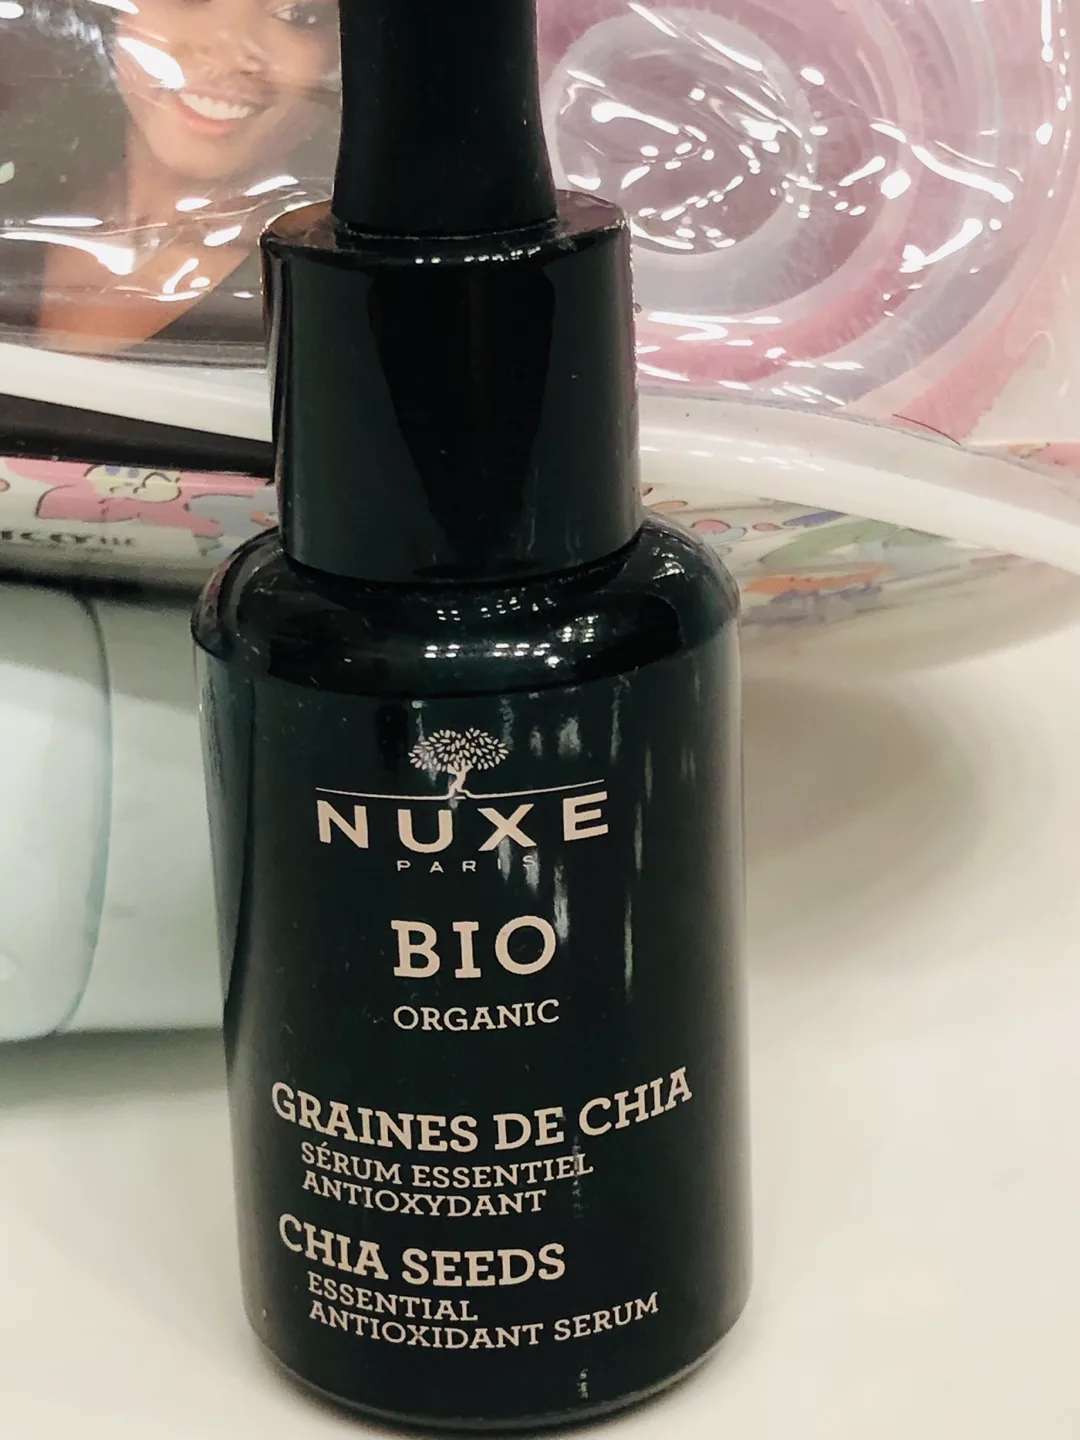 NUXE
PARIS
BIO
ORGANIC
GRAINES DE CHIA
SÉRUM ESSENTIEL
ANTIOXYDANT
CHIA SEEDS
ESSENTIAL
ANTIOXIDANT SERUM